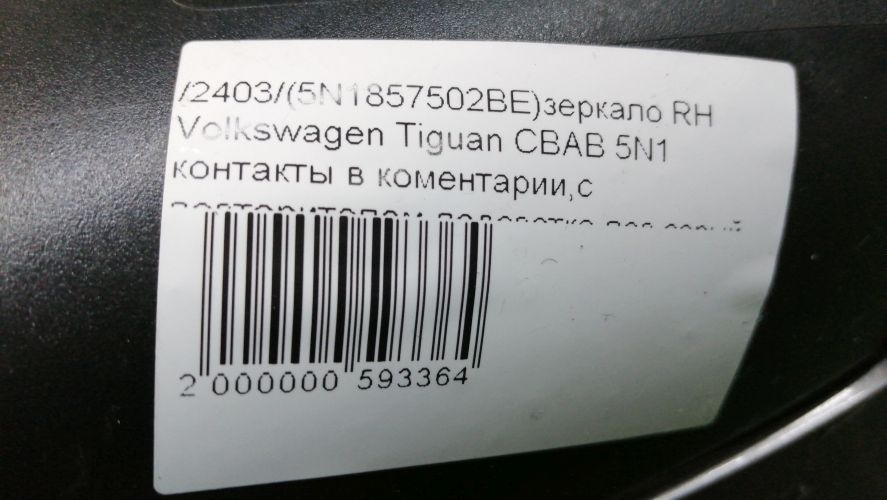 /2403/(5N1857502BE)зеркало RH
Volkswagen Tiguan CBAB 5N1
контакты в коментарии,с
2 000000 593364